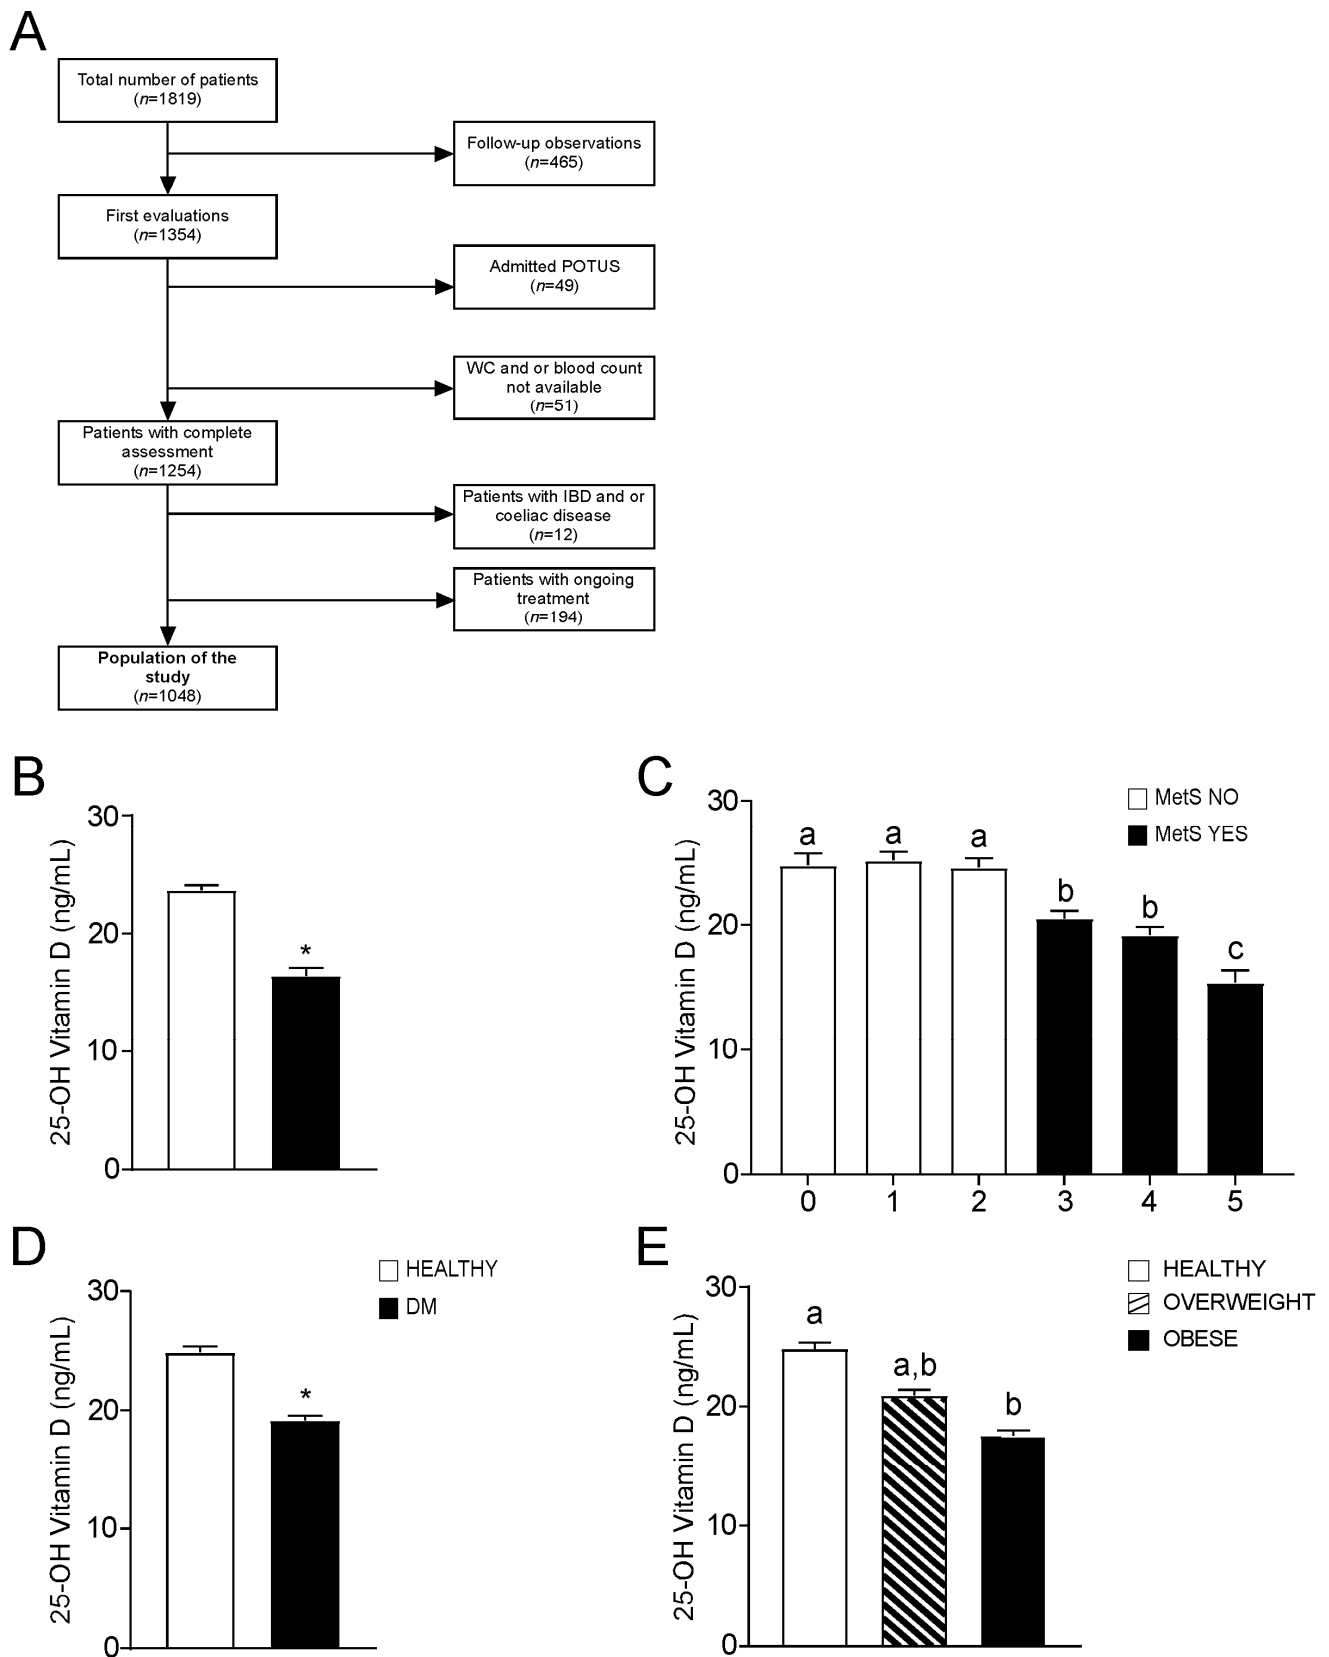 A
Total number of patients
(n=1819)
Follow-up observations
(n=465)
First evaluations
(n=1354)
Admitted POTUS
(n=49)
WC and or blood count
not available
(n=51)
Patients with complete
assessment
(n=1254)
Patients with IBD and or
coeliac disease
(n=12)
Patients with ongoing
treatment
(n=194)
Population of the
study
(n=1048)
B
25-OH Vitamin D (ng/mL)
30
20
10
0
*
C
25-OH Vitamin D (ng/mL)
30
20
10
0
a
a
a
b
b
c
0
1
2
3
4
5
MetS NO
MetS YES
D
25-OH Vitamin D (ng/mL)
30
20
10
0
*
HEALTHY
DM
E
25-OH Vitamin D (ng/mL)
30
20
10
0
a
a,b
b
HEALTHY
OVERWEIGHT
OBESE